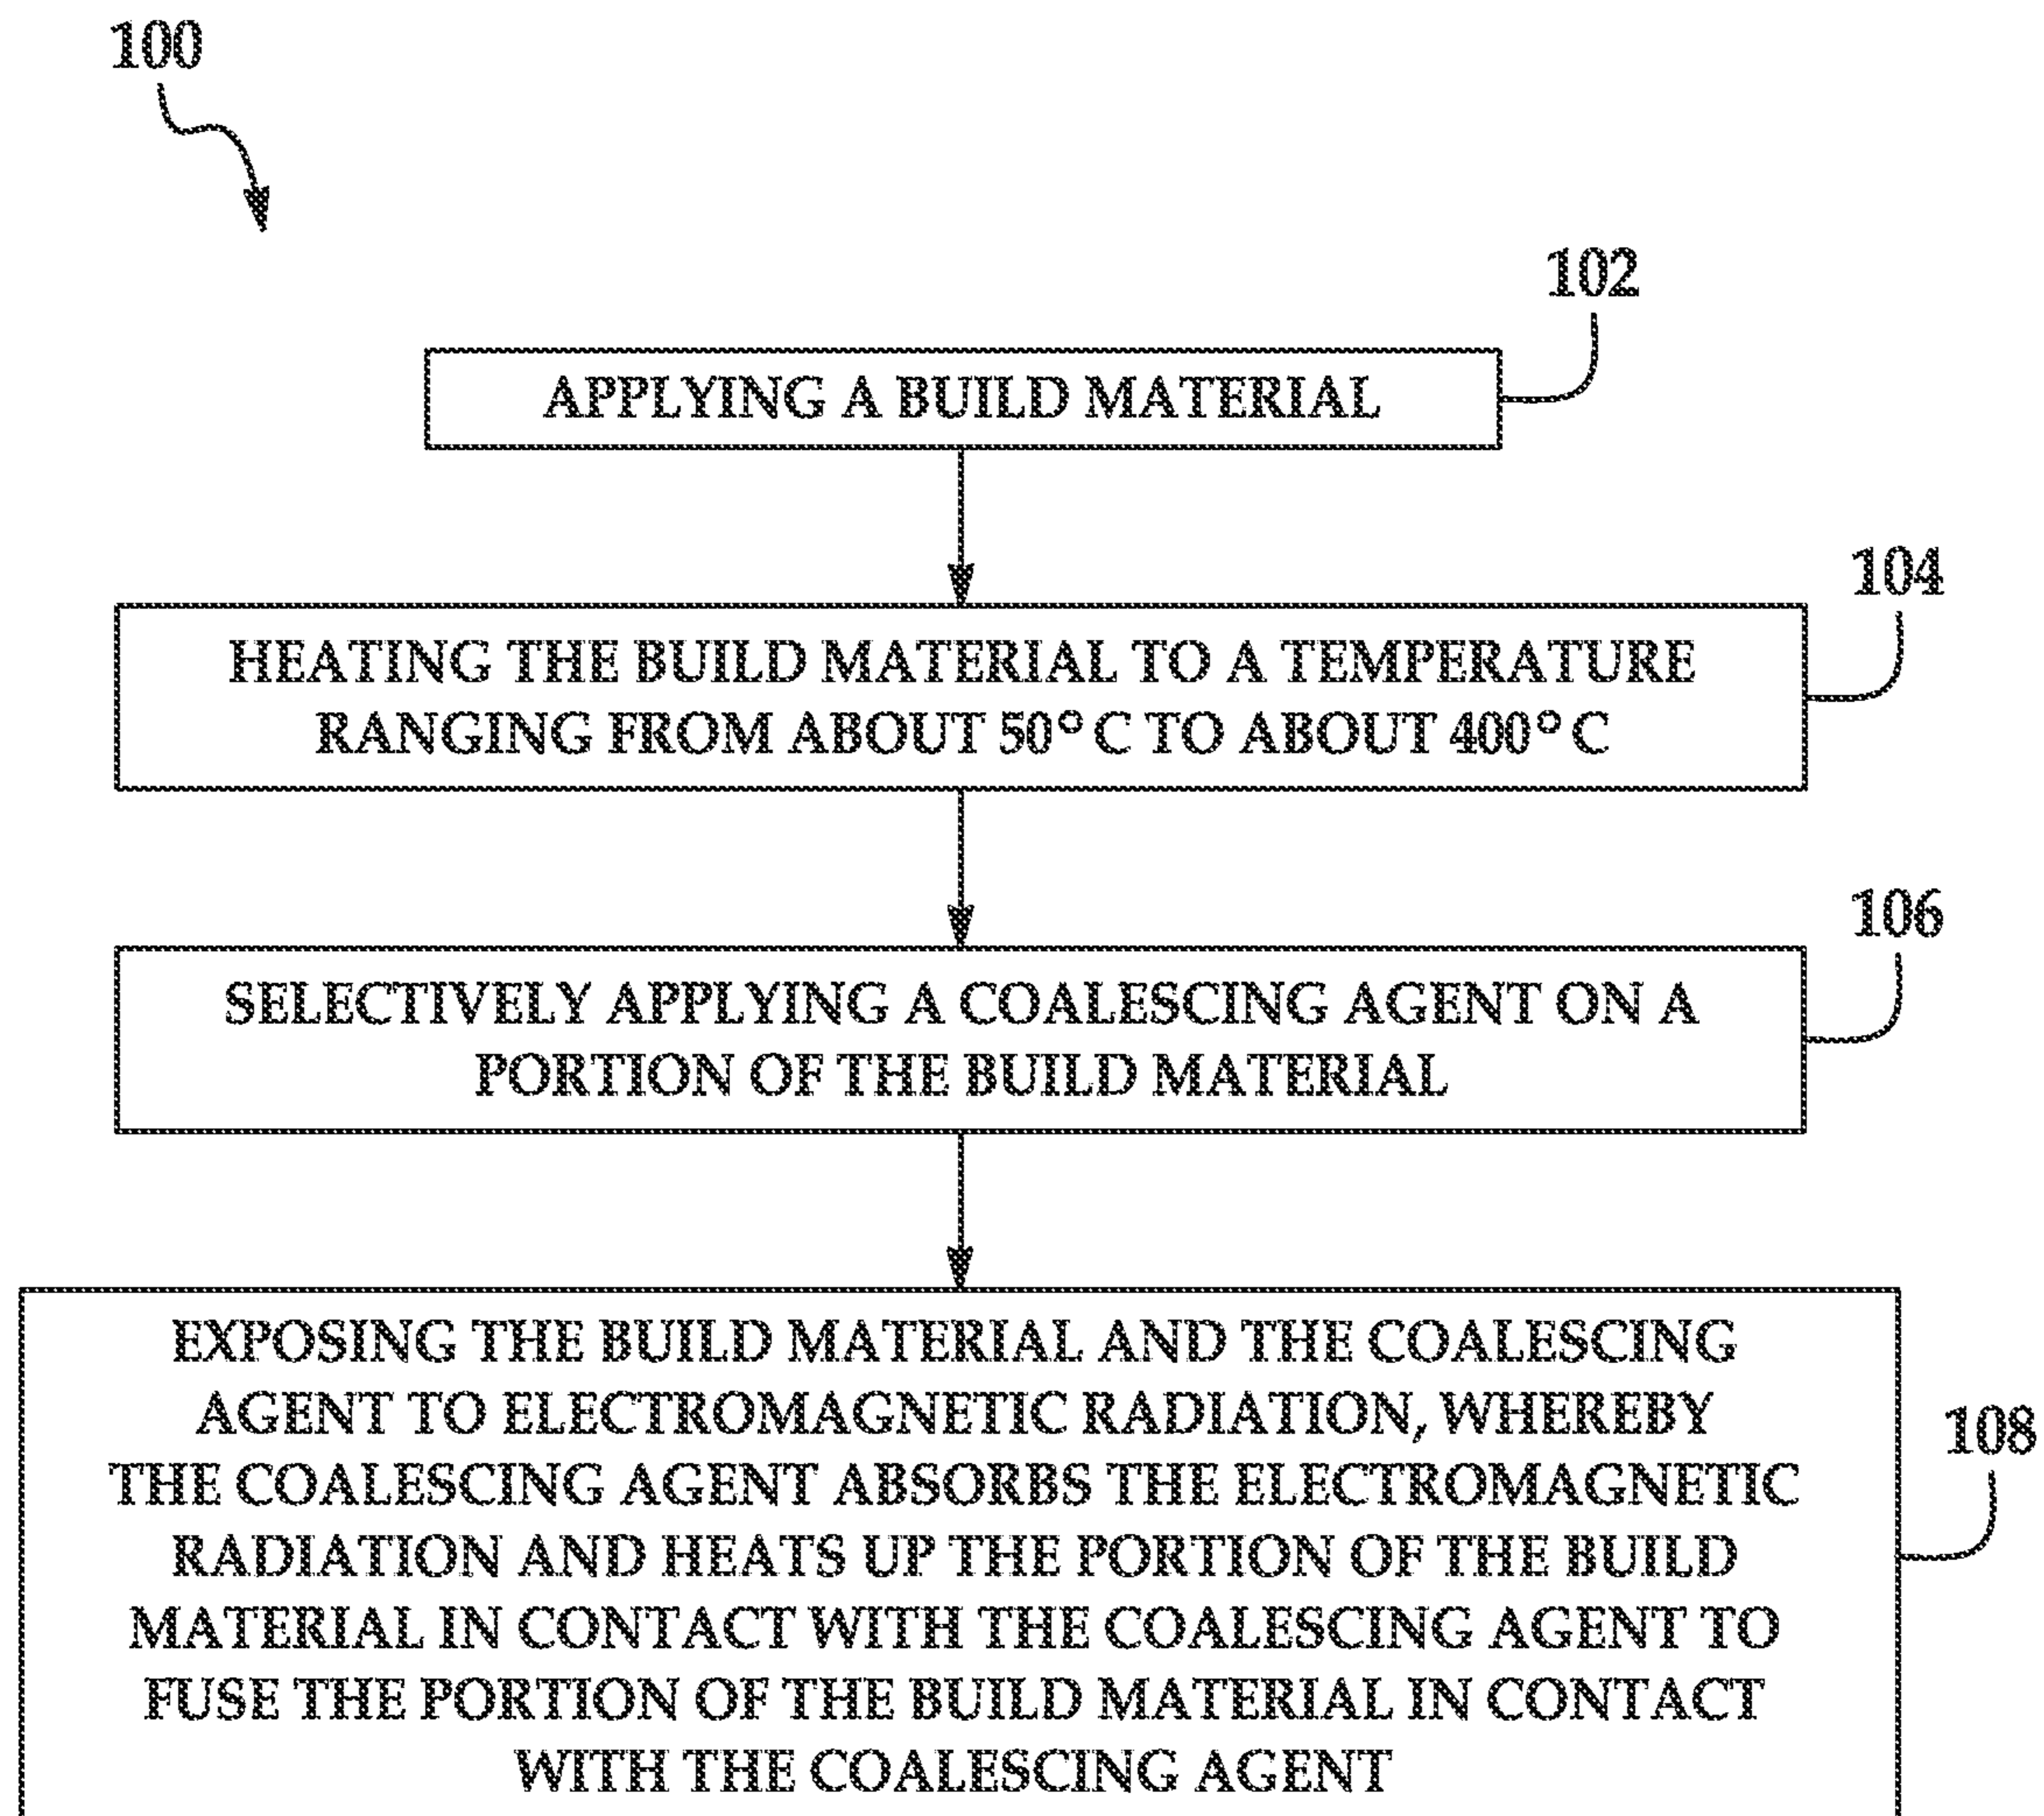 100
102
APPLYING A BUILD MATERIAL
104
HEATING THE BUILD MATERIAL TO A TEMPERATURE
RANGING FROM ABOUT 50°C TO ABOUT 400°C
106
SELECTIVELY APPLYING A COALESCING AGENT ON A
PORTION OF THE BUILD MATERIAL
EXPOSING THE BUILD MATERIAL AND THE COALESCING
AGENT TO ELECTROMAGNETIC RADIATION, WHEREBY
108
THE COALESCING AGENT ABSORBS THE ELECTROMAGNETIC
RADIATION AND HEATS UP THE PORTION OF THE BUILD
MATERIAL IN CONTACT WITH THE COALESCING AGENT TO
FUSE THE PORTION OF THE BUILD MATERIAL IN CONTACT
WITH THE COALESCING AGENT